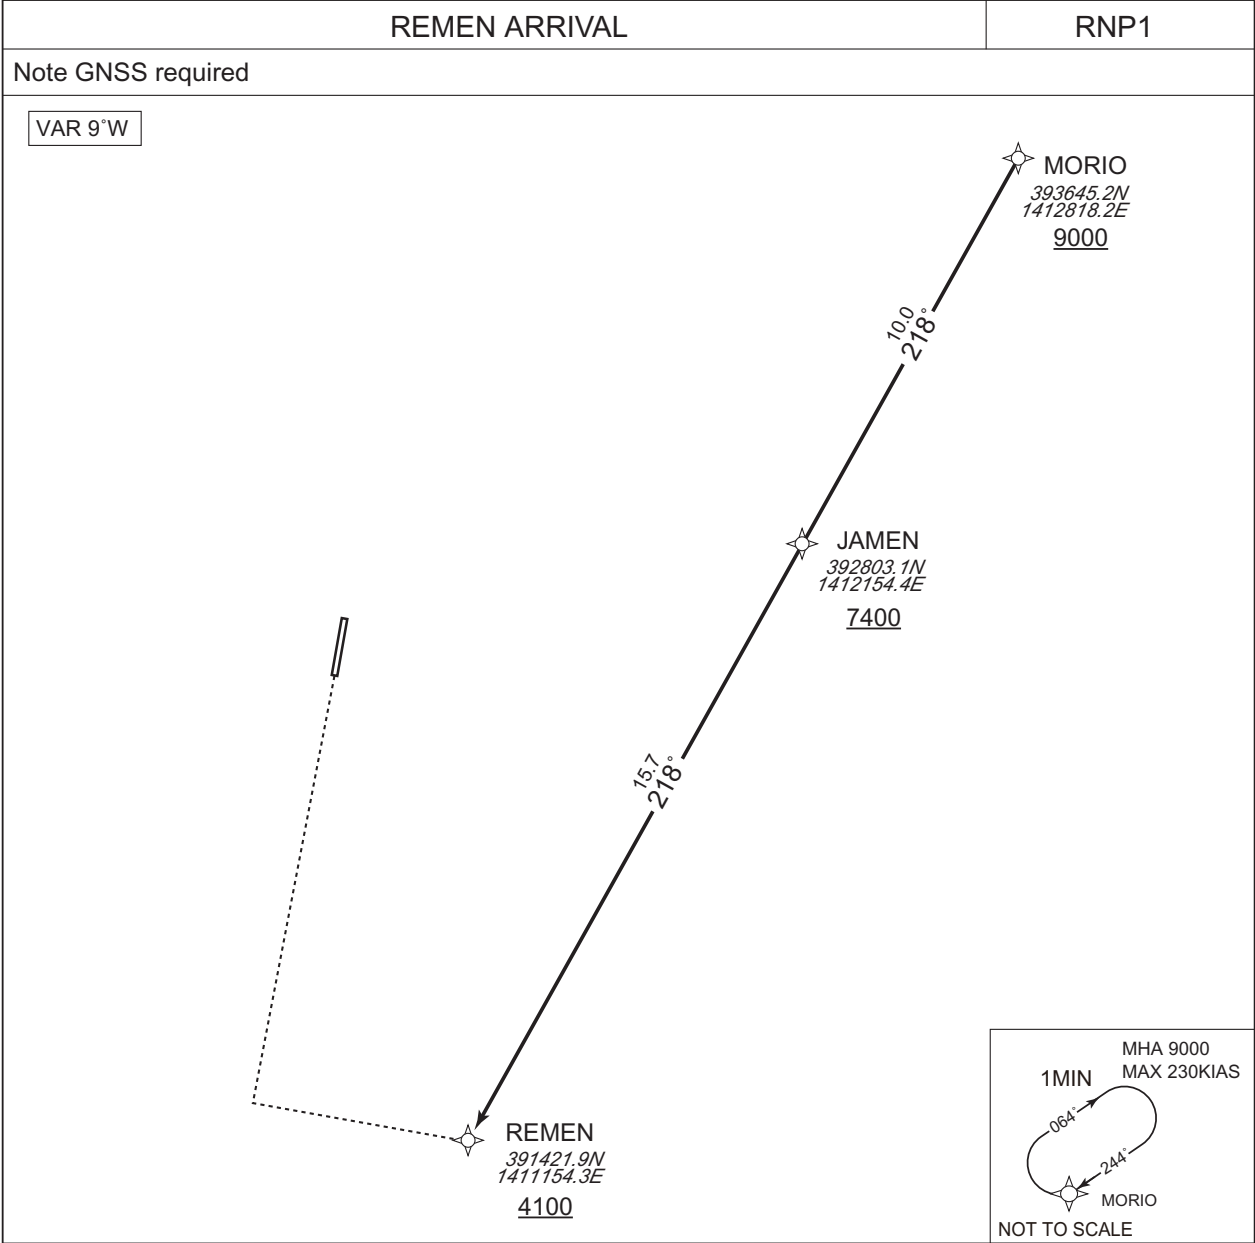 REMEN ARRIVAL
RNP1
Note GNSS required
VAR 9°W
MORIO
393645.2N
1412818.2E
9000
10.0
218°
JAMEN
392803.1N
1412154.4E
7400
15.7
218°
REMEN
391421.9N
1411154.3E
4100
MHA 9000
MAX 230KIAS
1MIN
064°
244°
MORIO
NOT TO SCALE